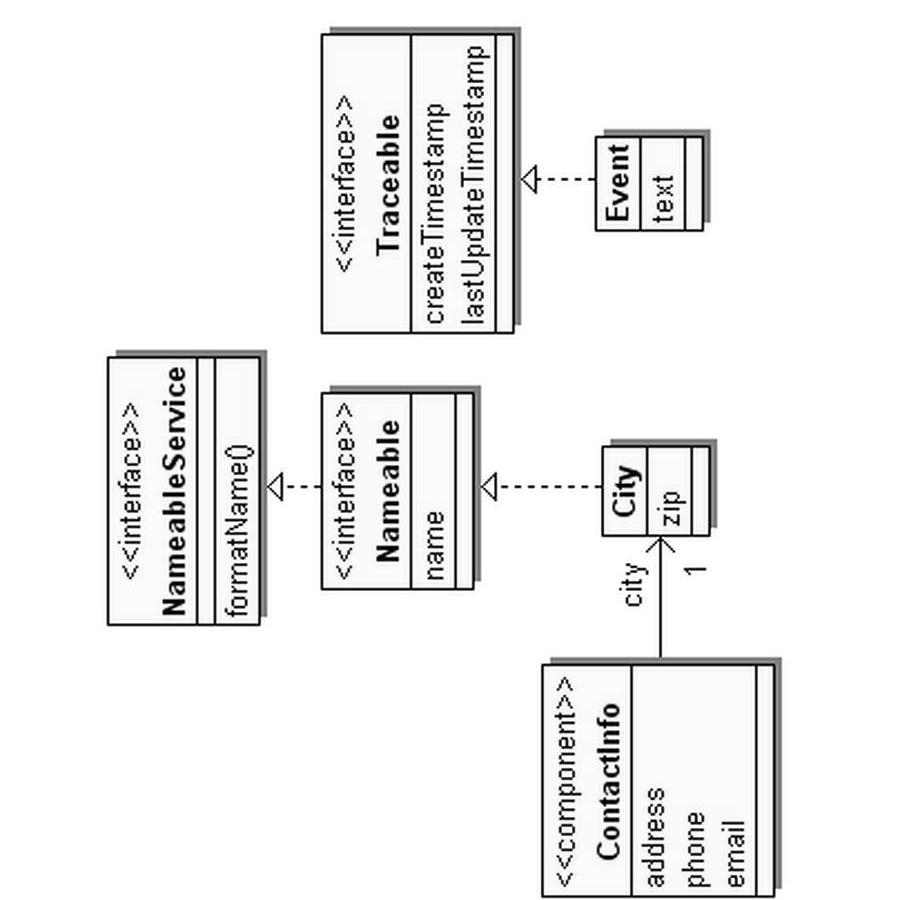 <<interface>>
NameableService
formatName()
<<interface>>
Traceable
createTimestamp
lastUpdateTimestamp
<<interface>>
Nameable
name
<<component>>
ContactInfo
address
phone
email
city
1
City
zip
Event
text